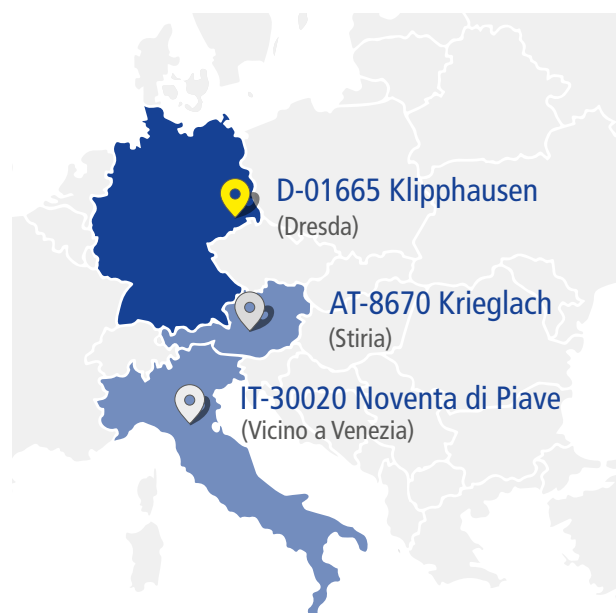 D-01665 Klipphausen
(Dresda)
AT-8670 Krieglach
(Stiria)
IT-30020 Noventa di Piave
(Vicino a Venezia)